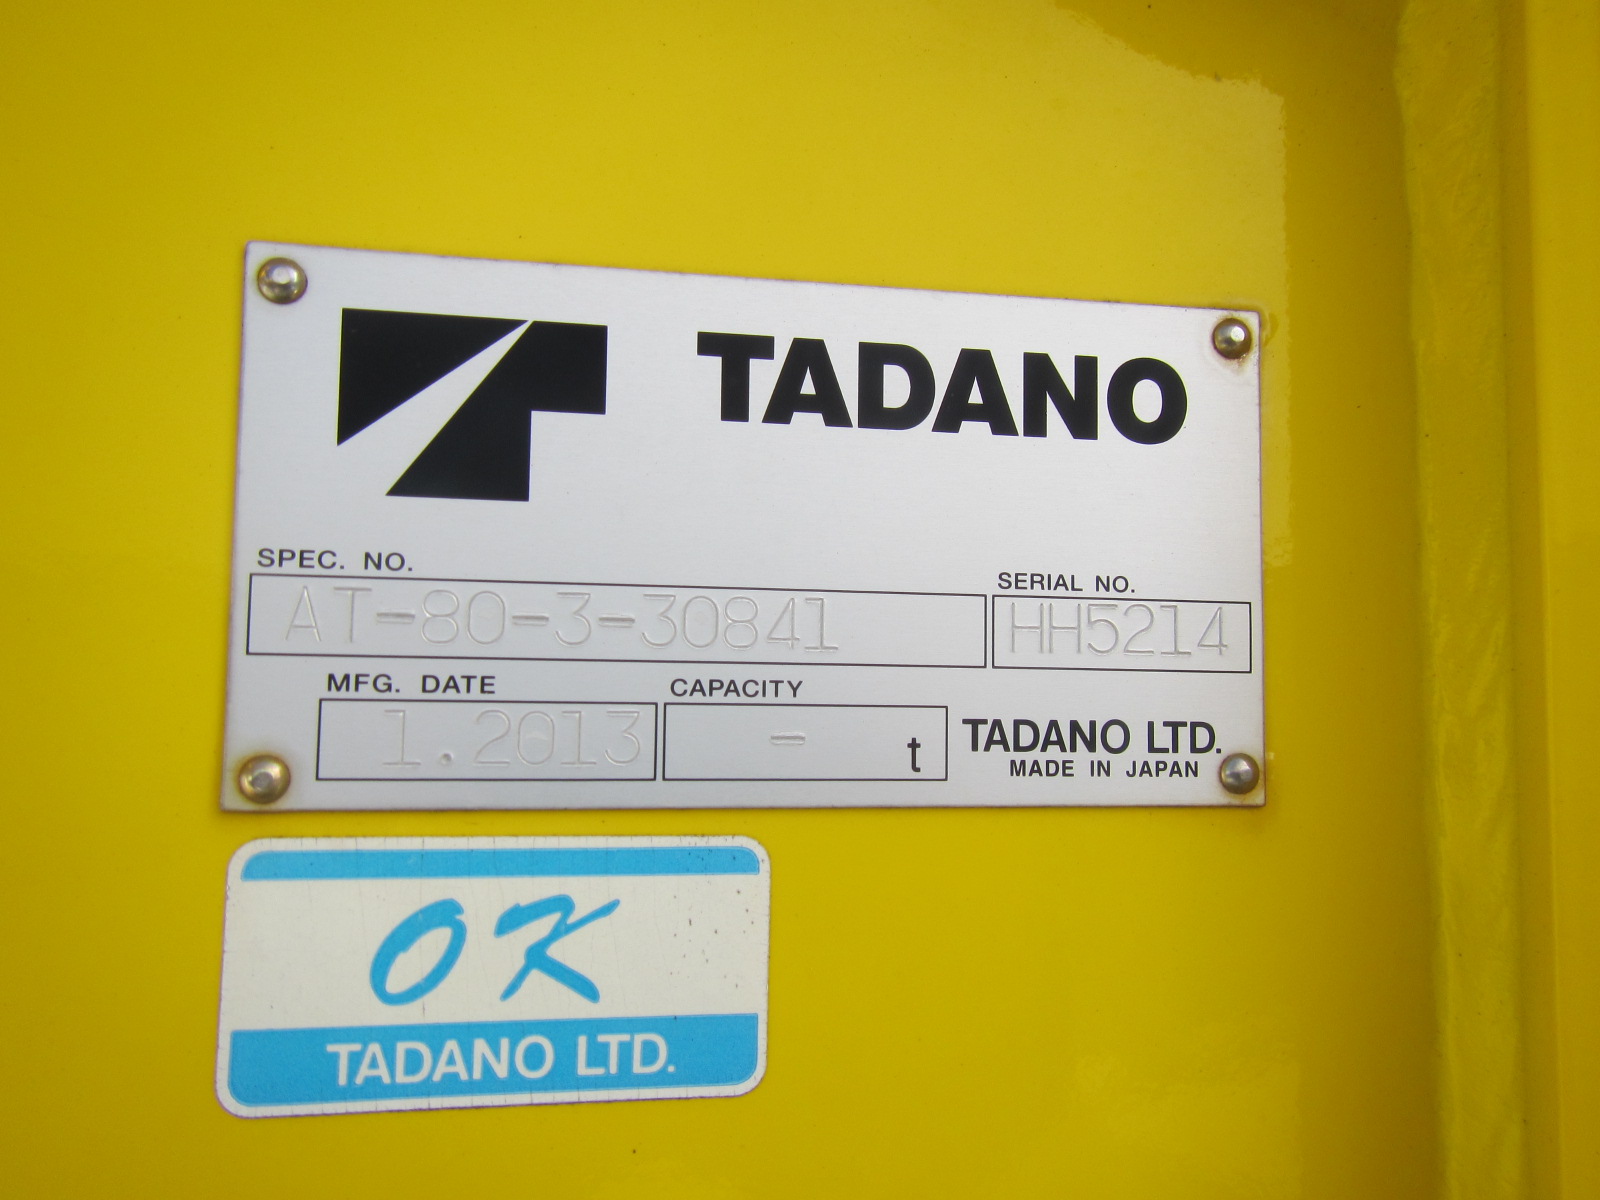 TADANO
SPEC. NO.
AT-80-3-30841
SERIAL NO.
HH5214
MFG. DATE
1.2013
CAPACITY
- t
TADANO LTD.
MADE IN JAPAN
OK
TADANO LTD.